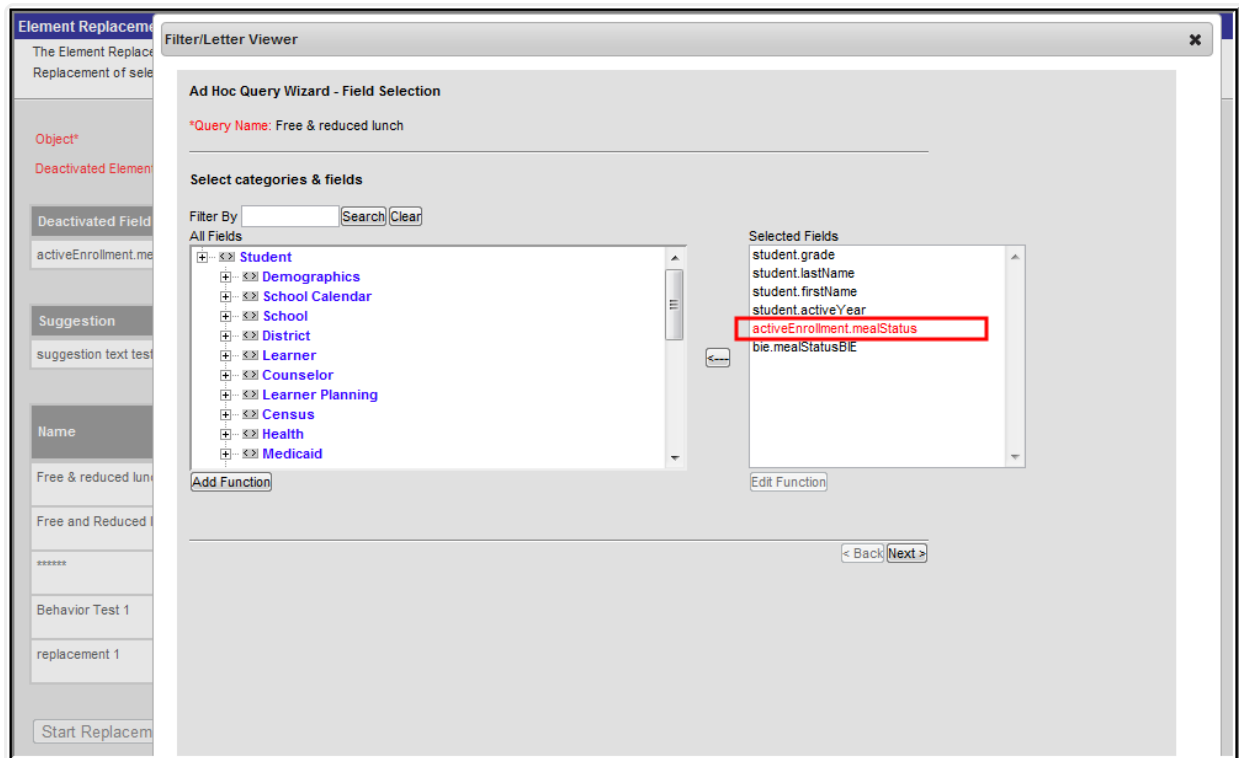 Element Replaceme
The Element Replace
Replacement of sele
Object*
Deactivated Element
Deactivated Field
activeEnrollment.me
Suggestion
suggestion text test
Name
Free & reduced lun
Free and Reduced l
******
Behavior Test 1
replacement 1
Start Replacem
Filter/Letter Viewer
Ad Hoc Query Wizard - Field Selection
*Query Name: Free & reduced lunch
Select categories & fields
Filter By Search Clear
All Fields
Student
Demographics
School Calendar
School
District
Learner
Counselor
Learner Planning
Census
Health
Medicaid
Add Function
<---
Selected Fields
student.grade
student.lastName
student.firstName
student.activeYear
activeEnrollment.mealStatus
bie.mealStatusBIE
Edit Function
< Back Next >